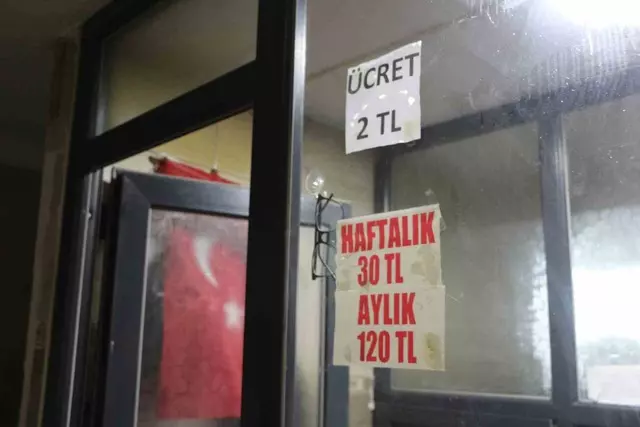 ÜCRET
2 TL
HAFTALIK
30 TL
AYLIK
120 TL